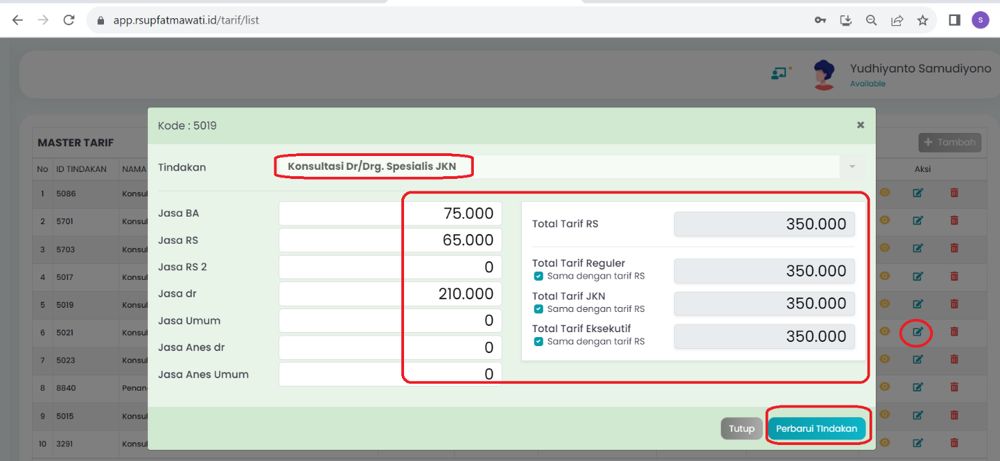 app.rsupfatmawati.id/tarif/list
S
Yudhiyanto Samudiyono
Available
Kode : 5019
MASTER TARIF
Tambah
Tindakan
Konsultasi Dr/Drg. Spesialis JKN
No ID TINDAKAN NAMA Aksi
1 5086 Konsul
2 5701 Konsul
3 5703 Konsul
4 5017 Konsul
5 5019 Konsul
6 5021 Konsul
7 5023 Konsul
8 8840 Penan
9 5015 Konsul
10 3291 Konsul
Jasa BA 75.000
Jasa RS 65.000
Jasa RS 2 0
Jasa dr 210.000
Jasa Umum 0
Jasa Anes dr 0
Jasa Anes Umum 0
Total Tarif RS 350.000
Total Tarif Reguler 350.000
Sama dengan tarif RS
Total Tarif JKN 350.000
Sama dengan tarif RS
Total Tarif Eksekutif 350.000
Sama dengan tarif RS
Tutup
Perbarui TIndakan